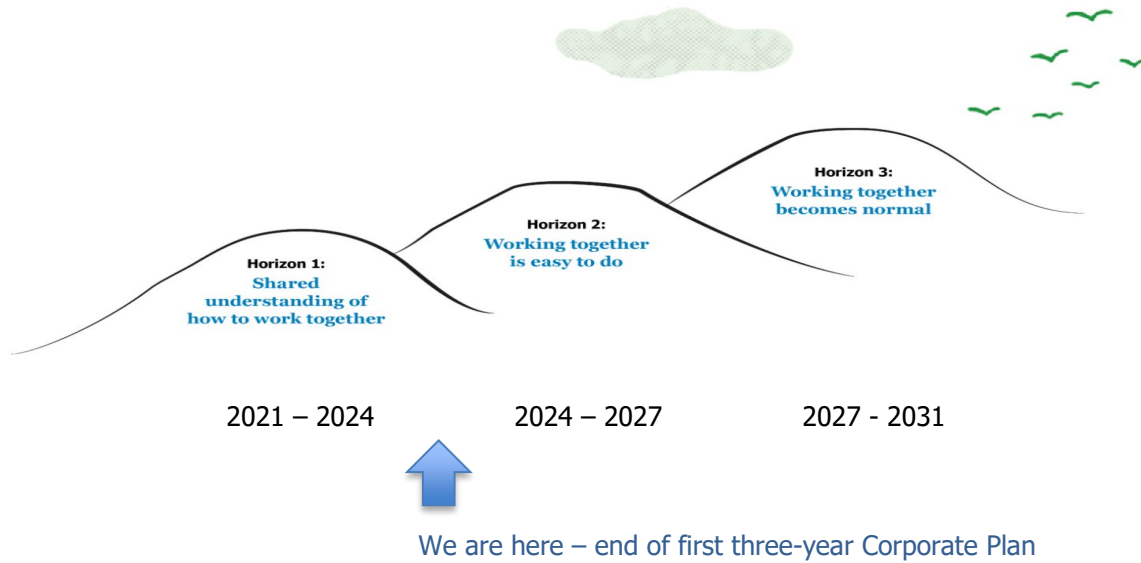 Horizon 3:
Working together
becomes normal
Horizon 2:
Working together
is easy to do
Horizon 1:
Shared
understanding of
how to work together
2021 – 2024
2024 – 2027
2027 - 2031
We are here – end of first three-year Corporate Plan